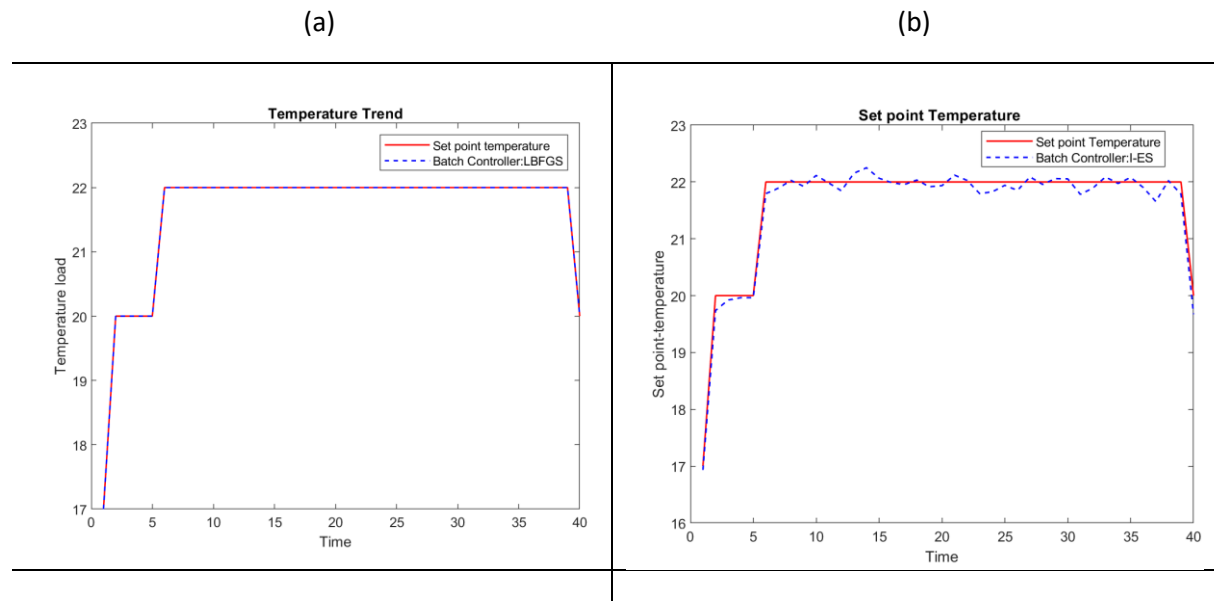 (a)
(b)
Temperature Trend
23
22
21
20
19
18
17
Temperature load
0 5 10 15 20 25 30 35 40
Time
Set point temperature
Batch Controller:LBFGS
Set point Temperature
23
22
21
20
19
18
17
16
Set point-temperature
0 5 10 15 20 25 30 35 40
Time
Set point Temperature
Batch Controller:I-ES